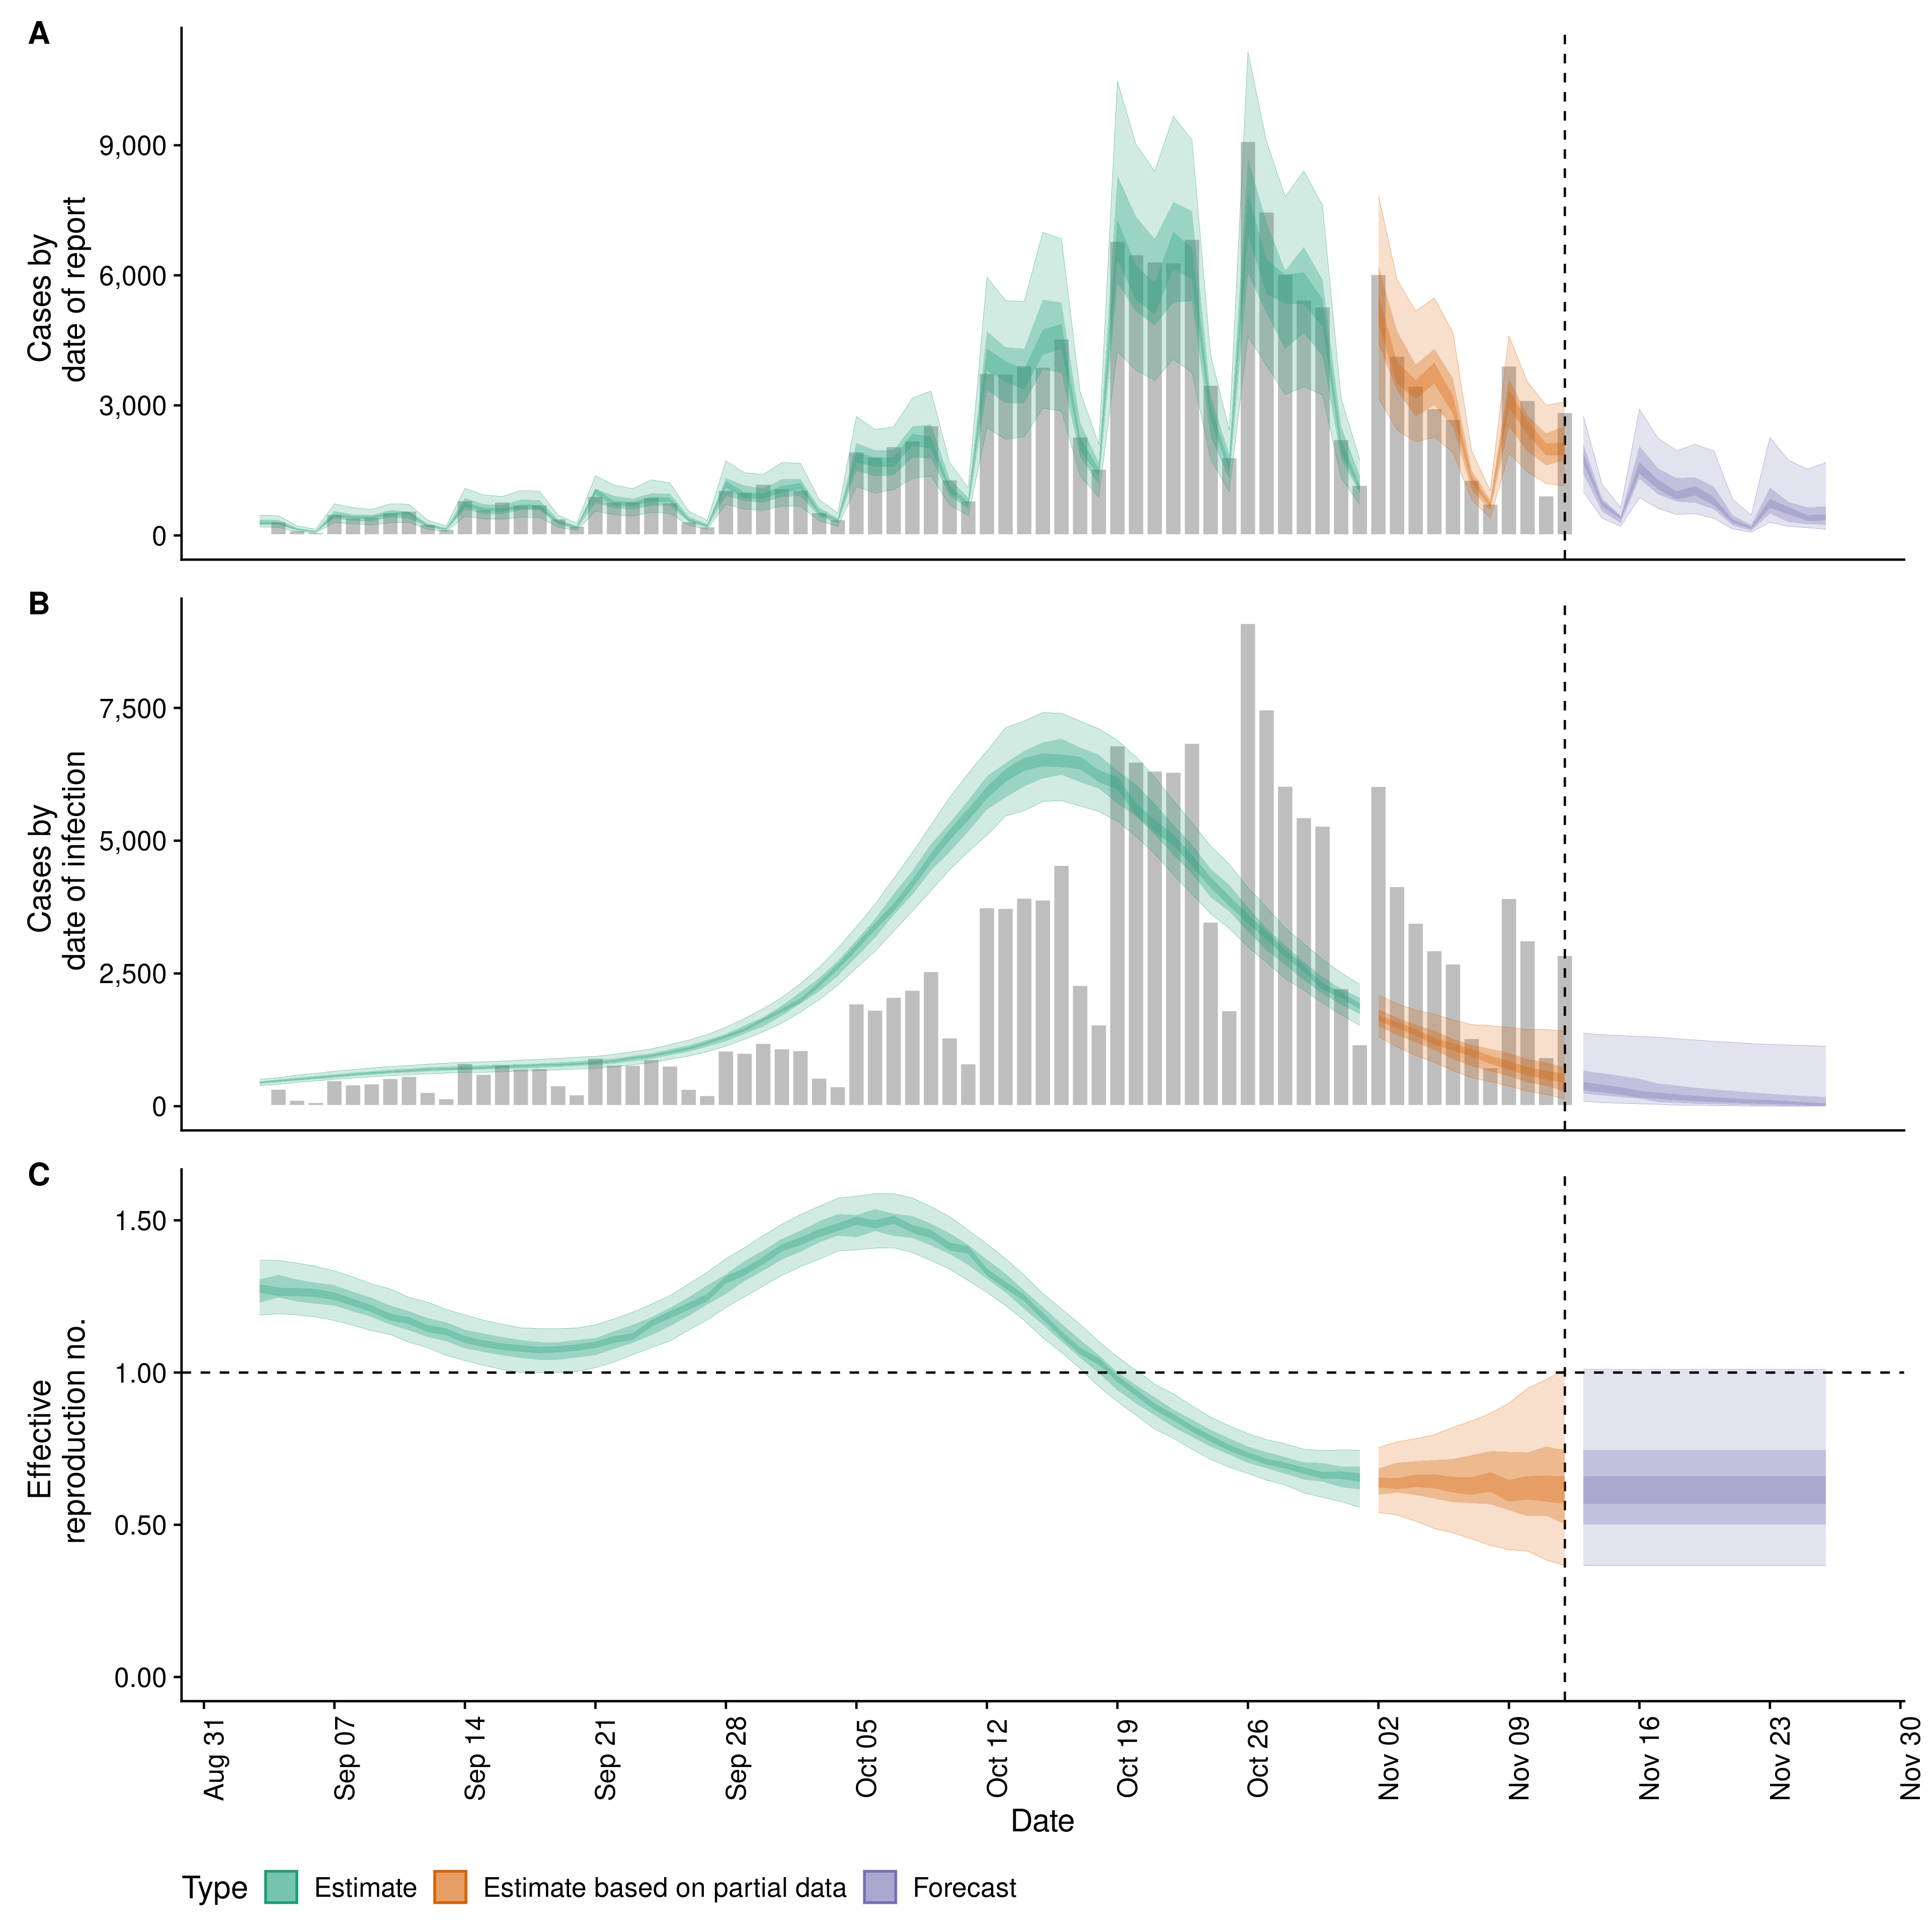 A
Cases by
date of report
9,000
6,000
3,000
0
B
Cases by
date of infection
7,500
5,000
2,500
0
C
Effective
reproduction no.
1.50
1.00
0.50
0.00
Aug 31
Sep 07
Sep 14
Sep 21
Sep 28
Oct 05
Oct 12
Oct 19
Oct 26
Nov 02
Nov 09
Nov 16
Nov 23
Nov 30
Date
Type
Estimate
Estimate based on partial data
Forecast